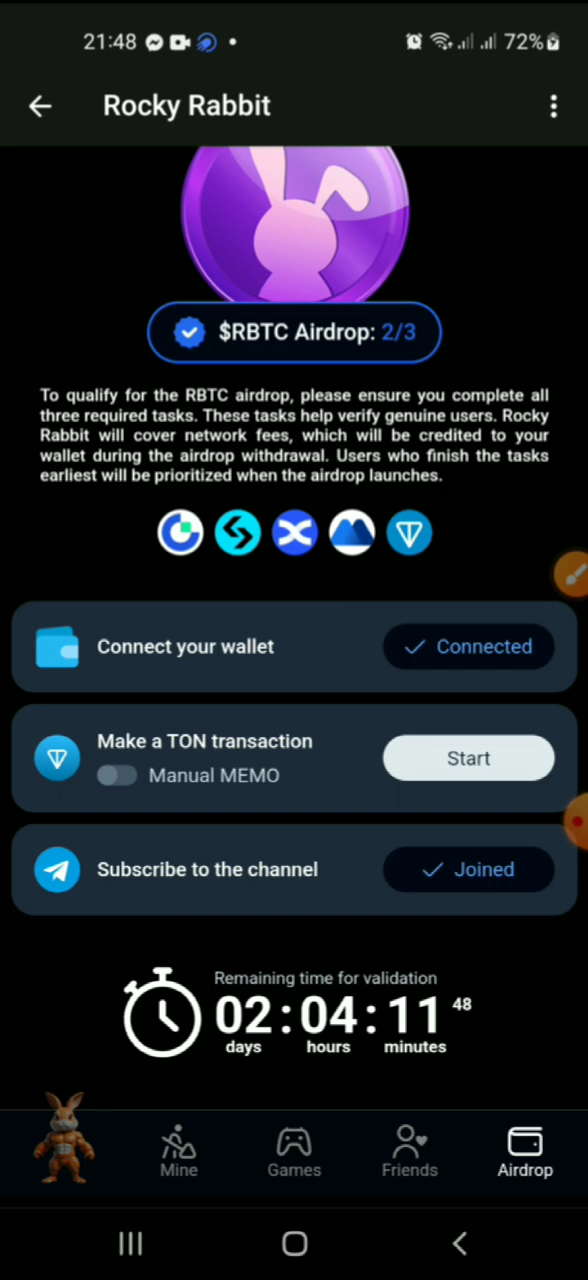 21:48
72%
Rocky Rabbit
$RBTC Airdrop: 2/3
To qualify for the RBTC airdrop, please ensure you complete all
three required tasks. These tasks help verify genuine users. Rocky
Rabbit will cover network fees, which will be credited to your
wallet during the airdrop withdrawal. Users who finish the tasks
earliest will be prioritized when the airdrop launches.
Connect your wallet
Connected
Make a TON transaction
Manual MEMO
Start
Subscribe to the channel
Joined
Remaining time for validation
02:04:11 48
days hours minutes
Mine
Games
Friends
Airdrop